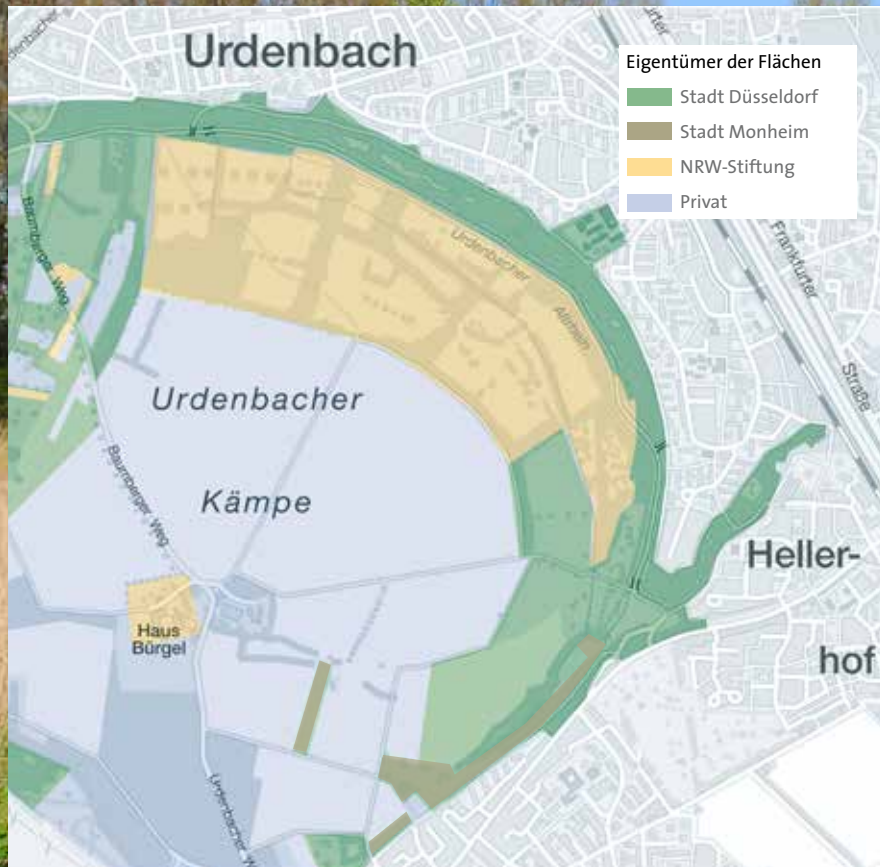 Urdenbach
Eigentümer der Flächen
Stadt Düsseldorf
Stadt Monheim
NRW-Stiftung
Privat
Frankfurter
Straße
Urdenbacher
Altrhein
Baumberger Weg
Urdenbacher
Kämpe
Baumberger Weg
Heller-
hof
Haus
Bürgel
Urdenbacher W